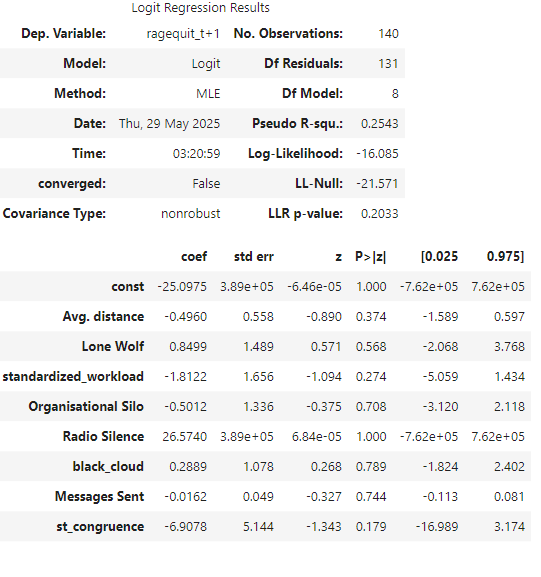 Logit Regression Results
Dep. Variable: ragequit_t+1 No. Observations: 140
Model: Logit Df Residuals: 131
Method: MLE Df Model: 8
Date: Thu, 29 May 2025 Pseudo R-squ.: 0.2543
Time: 03:20:59 Log-Likelihood: -16.085
converged: False LL-Null: -21.571
Covariance Type: nonrobust LLR p-value: 0.2033
coef std err z P>|z| [0.025 0.975]
const -25.0975 3.89e+05 -6.46e-05 1.000 -7.62e+05 7.62e+05
Avg. distance -0.4960 0.558 -0.890 0.374 -1.589 0.597
Lone Wolf 0.8499 1.489 0.571 0.568 -2.068 3.768
standardized_workload -1.8122 1.656 -1.094 0.274 -5.059 1.434
Organisational Silo -0.5012 1.336 -0.375 0.708 -3.120 2.118
Radio Silence 26.5740 3.89e+05 6.84e-05 1.000 -7.62e+05 7.62e+05
black_cloud 0.2889 1.078 0.268 0.789 -1.824 2.402
Messages Sent -0.0162 0.049 -0.327 0.744 -0.113 0.081
st_congruence -6.9078 5.144 -1.343 0.179 -16.989 3.174